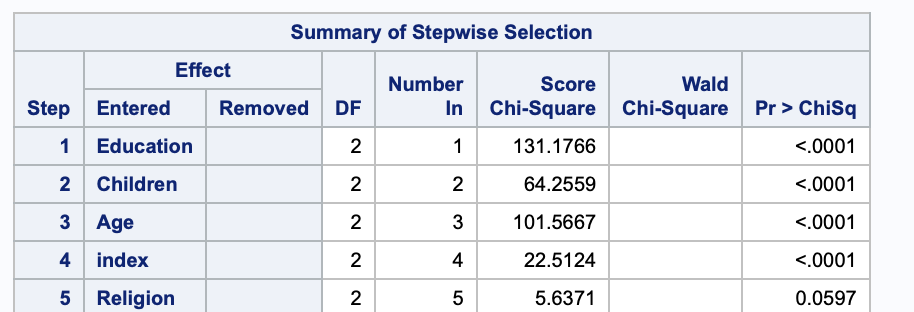 Summary of Stepwise Selection
Step Effect DF Number In Score Chi-Square Wald Chi-Square Pr > ChiSq
Entered Removed
1 Education 2 1 131.1766 <.0001
2 Children 2 2 64.2559 <.0001
3 Age 2 3 101.5667 <.0001
4 index 2 4 22.5124 <.0001
5 Religion 2 5 5.6371 0.0597